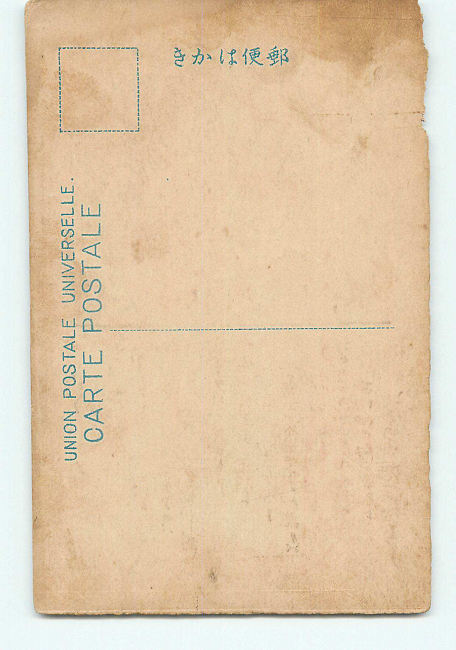 郵便はかき
UNION POSTALE UNIVERSELLE.
CARTE POSTALE